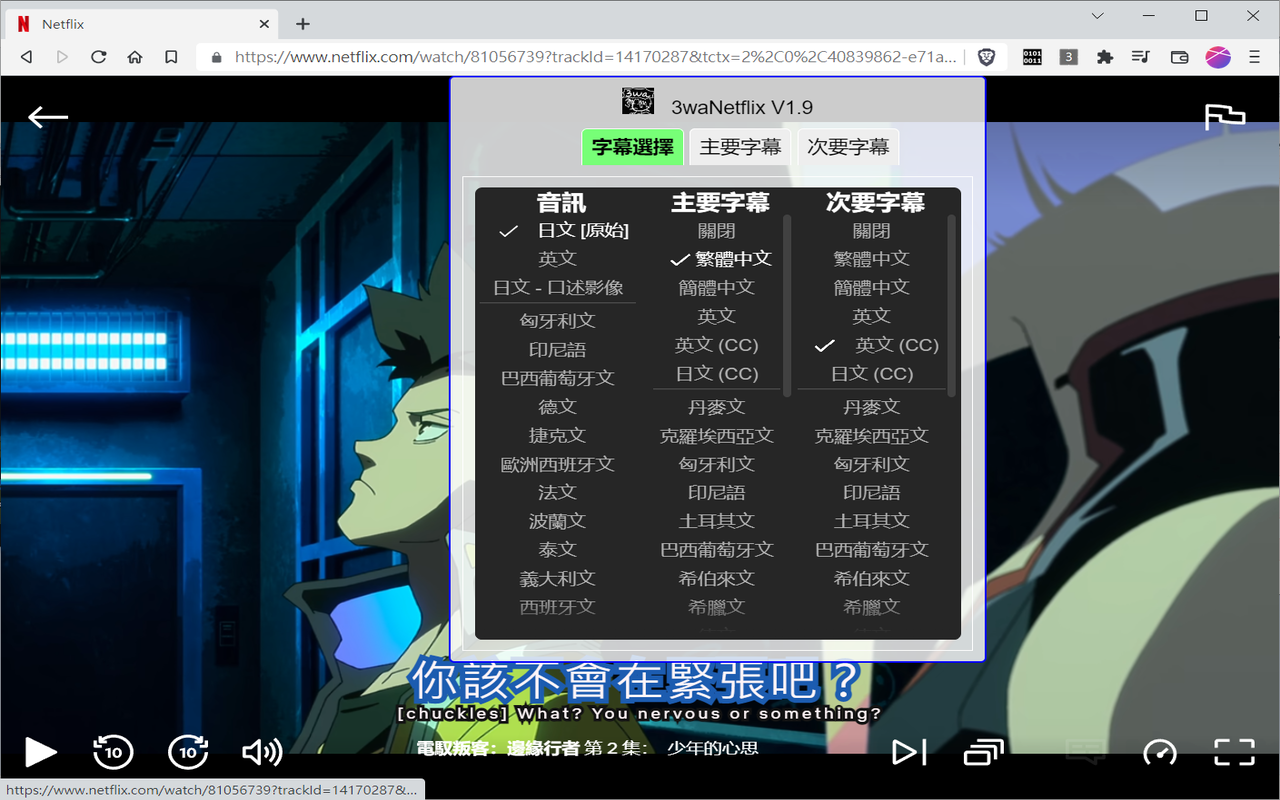 Netflix
https://www.netflix.com/watch/81056739?trackId=14170287&tctx=2%2C0%2C40839862-e71a...
0101
0011
3
3wa
3waNetflix V1.9
字幕選擇 主要字幕 次要字幕
音訊 主要字幕 次要字幕
日文 [原始] 關閉 關閉
英文 繁體中文 繁體中文
日文 - 口述影像 簡體中文 簡體中文
匈牙利文 英文 英文
印尼語 英文 (CC) 英文 (CC)
巴西葡萄牙文 日文 (CC) 日文 (CC)
德文 丹麥文 丹麥文
捷克文 克羅埃西亞文 克羅埃西亞文
歐洲西班牙文 匈牙利文 匈牙利文
法文 印尼語 印尼語
波蘭文 土耳其文 土耳其文
泰文 巴西葡萄牙文 巴西葡萄牙文
義大利文 希伯來文 希伯來文
西班牙文 希臘文 希臘文
你該不會在緊張吧？
[chuckles] What? You nervous or something?
10 10 電馭叛客：邊緣行者 第 2 集： 少年的心思
https://www.netflix.com/watch/81056739?trackId=14170287&...